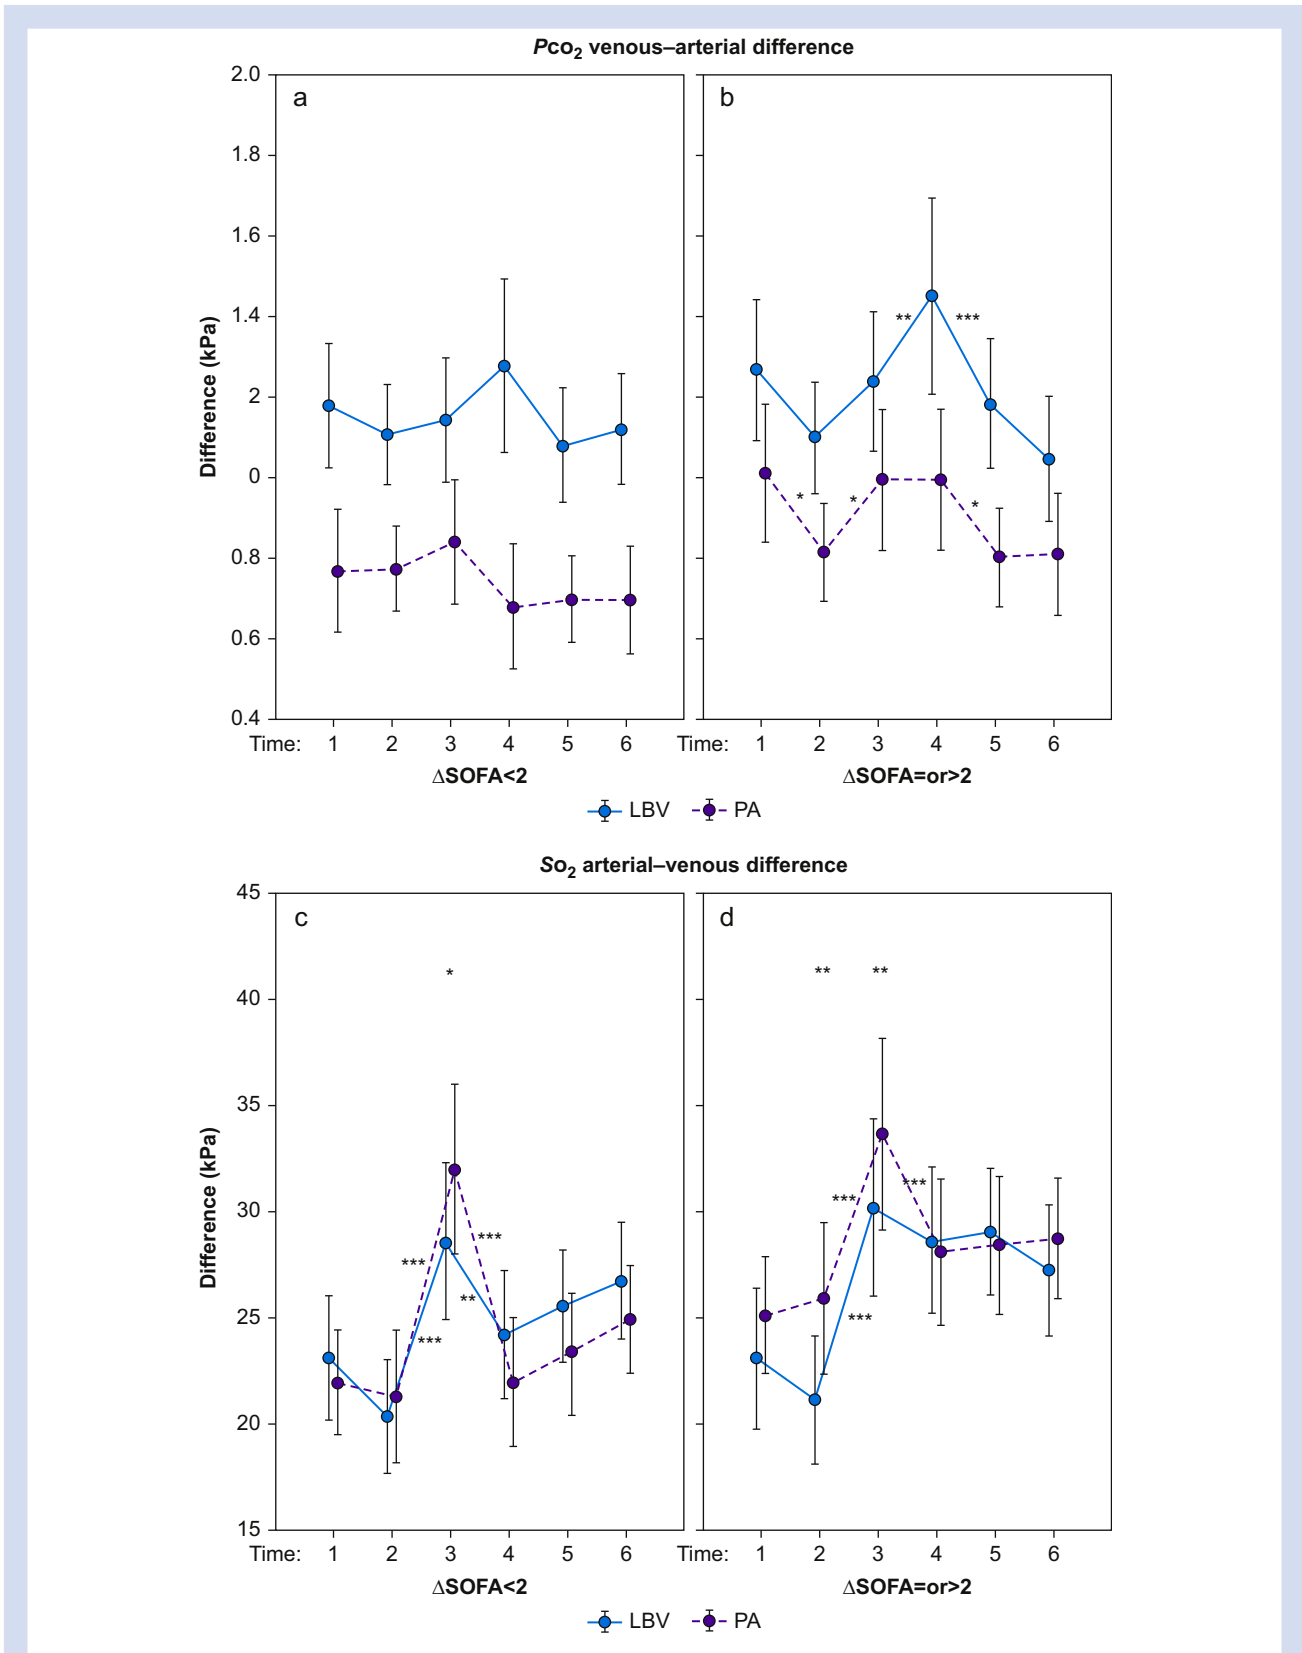 Pco₂ venous–arterial difference
a
b
2.0
1.8
1.6
1.4
2
0
0.8
0.6
0.4
Difference (kPa)
** ***
* * *
Time: 1 2 3 4 5 6 Time: 1 2 3 4 5 6
ΔSOFA<2 ΔSOFA=or>2
LBV PA
So₂ arterial–venous difference
c
d
45
40
35
30
25
20
15
Difference (kPa)
* ** **
*** ***
*** ***
** ***
***
Time: 1 2 3 4 5 6 Time: 1 2 3 4 5 6
ΔSOFA<2 ΔSOFA=or>2
LBV PA